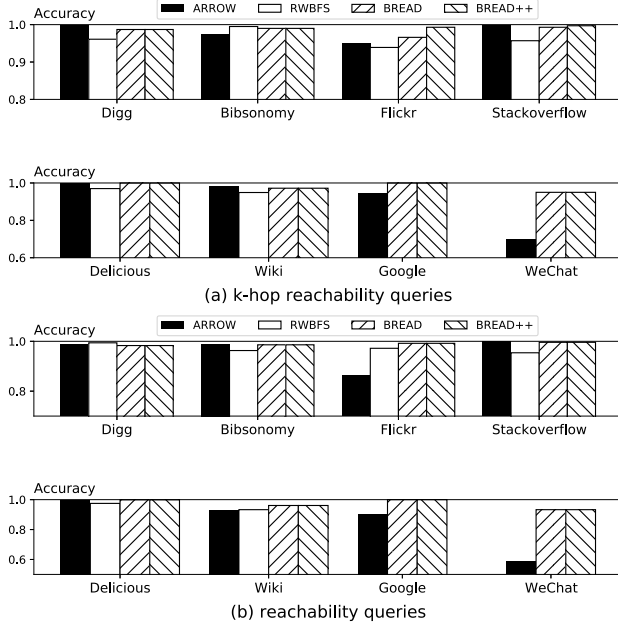 Accuracy
ARROW RWBFS BREAD BREAD++
1.0
0.9
0.8
Digg Bibsonomy Flickr Stackoverflow
Accuracy
1.0
0.8
0.6
Delicious Wiki Google WeChat
(a) k-hop reachability queries
Accuracy
ARROW RWBFS BREAD BREAD++
1.0
0.8
Digg Bibsonomy Flickr Stackoverflow
Accuracy
1.0
0.8
0.6
Delicious Wiki Google WeChat
(b) reachability queries